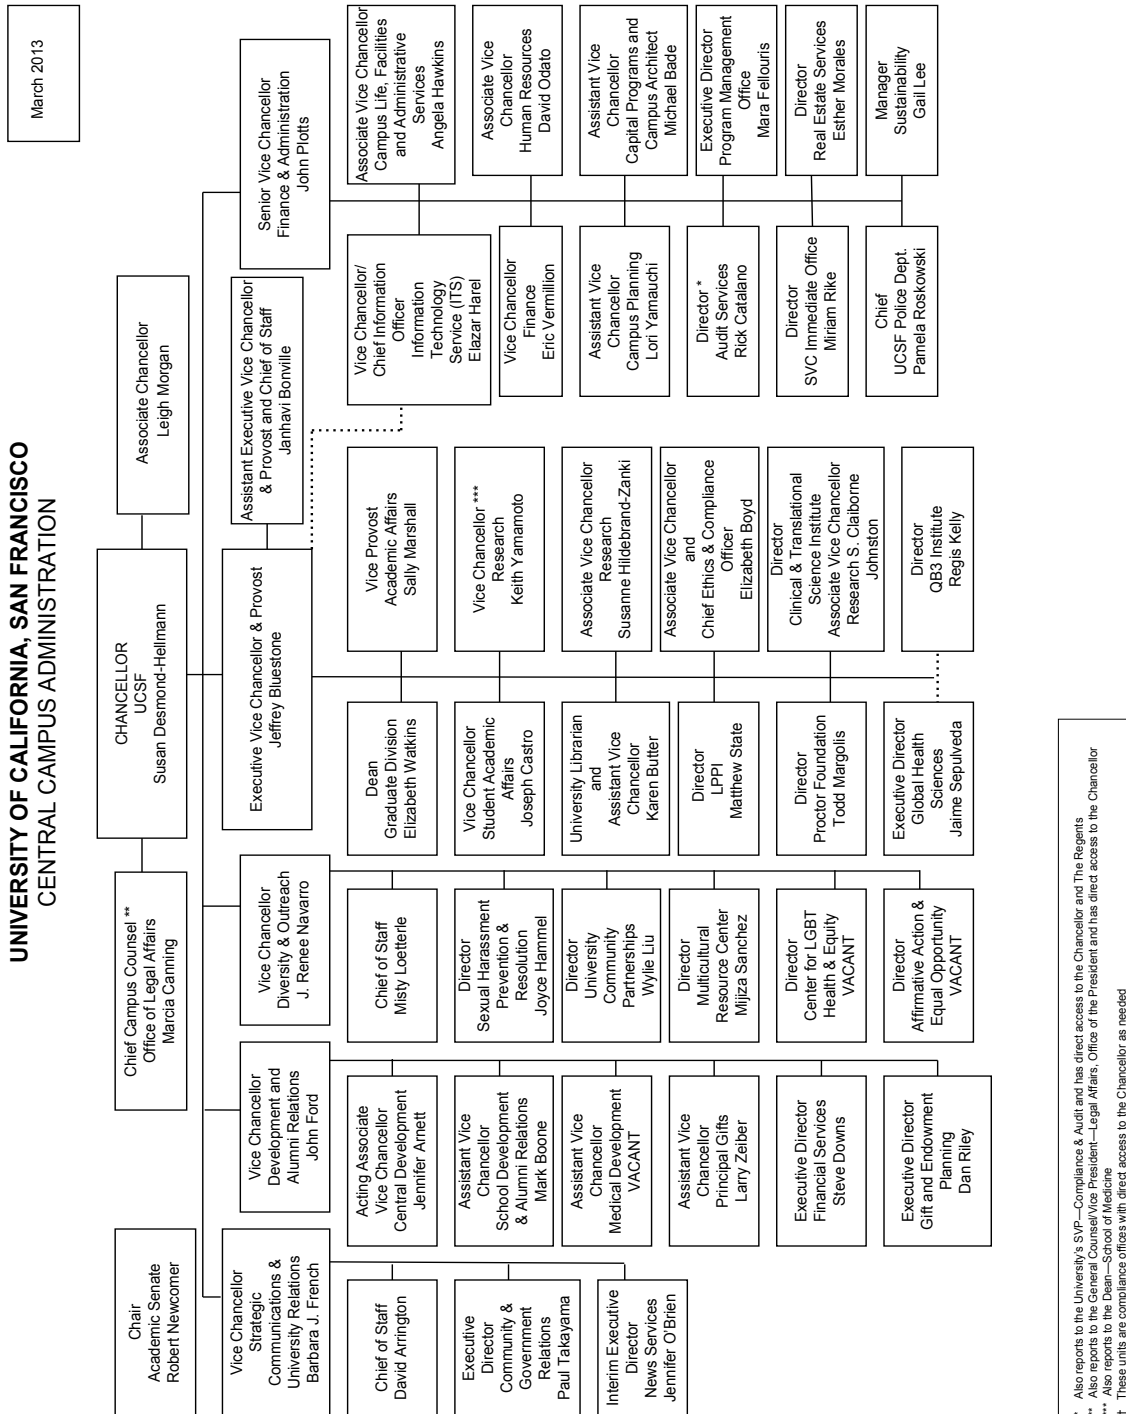 UNIVERSITY OF CALIFORNIA, SAN FRANCISCO
CENTRAL CAMPUS ADMINISTRATION
March 2013
Chair
Academic Senate
Robert Newcomer
Chief Campus Counsel **
Office of Legal Affairs
Marcia Canning
CHANCELLOR
UCSF
Susan Desmond-Hellmann
Associate Chancellor
Leigh Morgan
Vice Chancellor
Strategic
Communications &
University Relations
Barbara J. French
Vice Chancellor
Development and
Alumni Relations
John Ford
Vice Chancellor
Diversity & Outreach
J. Renee Navarro
Executive Vice Chancellor & Provost
Jeffrey Bluestone
Assistant Executive Vice Chancellor
& Provost and Chief of Staff
Janhavi Bonville
Senior Vice Chancellor
Finance & Administration
John Plotts
Chief of Staff
David Arrington
Executive
Director
Community &
Government
Relations
Paul Takayama
Interim Executive
Director
News Services
Jennifer O'Brien
Acting Associate
Vice Chancellor
Central Development
Jennifer Arnett
Assistant Vice
Chancellor
School Development
& Alumni Relations
Mark Boone
Assistant Vice
Chancellor
Medical Development
VACANT
Assistant Vice
Chancellor
Principal Gifts
Larry Zeiber
Executive Director
Financial Services
Steve Downs
Executive Director
Gift and Endowment
Planning
Dan Riley
Chief of Staff
Misty Loetterle
Director
Sexual Harassment
Prevention &
Resolution
Joyce Hammel
Director
University
Community
Partnerships
Wylie Liu
Director
Multicultural
Resource Center
Mijiza Sanchez
Director
Center for LGBT
Health & Equity
VACANT
Director
Affirmative Action &
Equal Opportunity
VACANT
Dean
Graduate Division
Elizabeth Watkins
Vice Chancellor
Student Academic
Affairs
Joseph Castro
University Librarian
and
Assistant Vice
Chancellor
Karen Butter
Director
LPPI
Matthew State
Director
Proctor Foundation
Todd Margolis
Executive Director
Global Health
Sciences
Jaime Sepulveda
Vice Provost
Academic Affairs
Sally Marshall
Vice Chancellor ***
Research
Keith Yamamoto
Associate Vice Chancellor
Research
Susanne Hildebrand-Zanki
Associate Vice Chancellor
and
Chief Ethics & Compliance
Officer
Elizabeth Boyd
Director
Clinical & Translational
Science Institute
Associate Vice Chancellor
Research S. Claiborne
Johnston
Director
QB3 Institute
Regis Kelly
Vice Chancellor/
Chief Information
Officer
Information
Technology
Service (ITS)
Elazar Harel
Vice Chancellor
Finance
Eric Vermillion
Assistant Vice
Chancellor
Campus Planning
Lori Yamauchi
Director *
Audit Services
Rick Catalano
Director
SVC Immediate Office
Miriam Rike
Chief
UCSF Police Dept.
Pamela Roskowski
Associate Vice Chancellor
Campus Life, Facilities
and Administrative
Services
Angela Hawkins
Associate Vice
Chancellor
Human Resources
David Odato
Assistant Vice
Chancellor
Capital Programs and
Campus Architect
Michael Bade
Executive Director
Program Management
Office
Mara Fellouris
Director
Real Estate Services
Esther Morales
Manager
Sustainability
Gail Lee
* Also reports to the University's SVP—Compliance & Audit and has direct access to the Chancellor and The Regents
** Also reports to the General Counsel/Vice President—Legal Affairs, Office of the President and has direct access to the Chancellor
*** Also reports to the Dean—School of Medicine
† These units are compliance offices with direct access to the Chancellor as needed